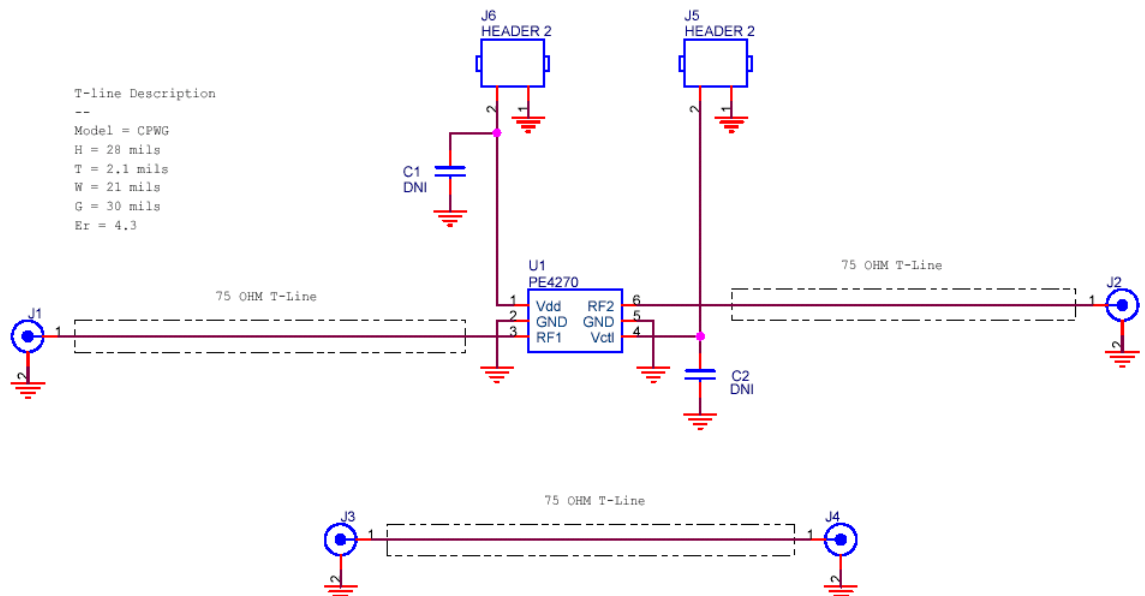 J6
HEADER 2
J5
HEADER 2
2
1
2
1
T-line Description
--
Model = CPWG
H = 28 mils
T = 2.1 mils
W = 21 mils
G = 30 mils
Er = 4.3
C1
DNI
U1
PE4270
75 OHM T-Line
75 OHM T-Line
J1
1
2
1
2
3
Vdd
GND
RF1
RF2
GND
Vctl
6
5
4
J2
1
2
C2
DNI
75 OHM T-Line
J3
1
2
J4
1
2